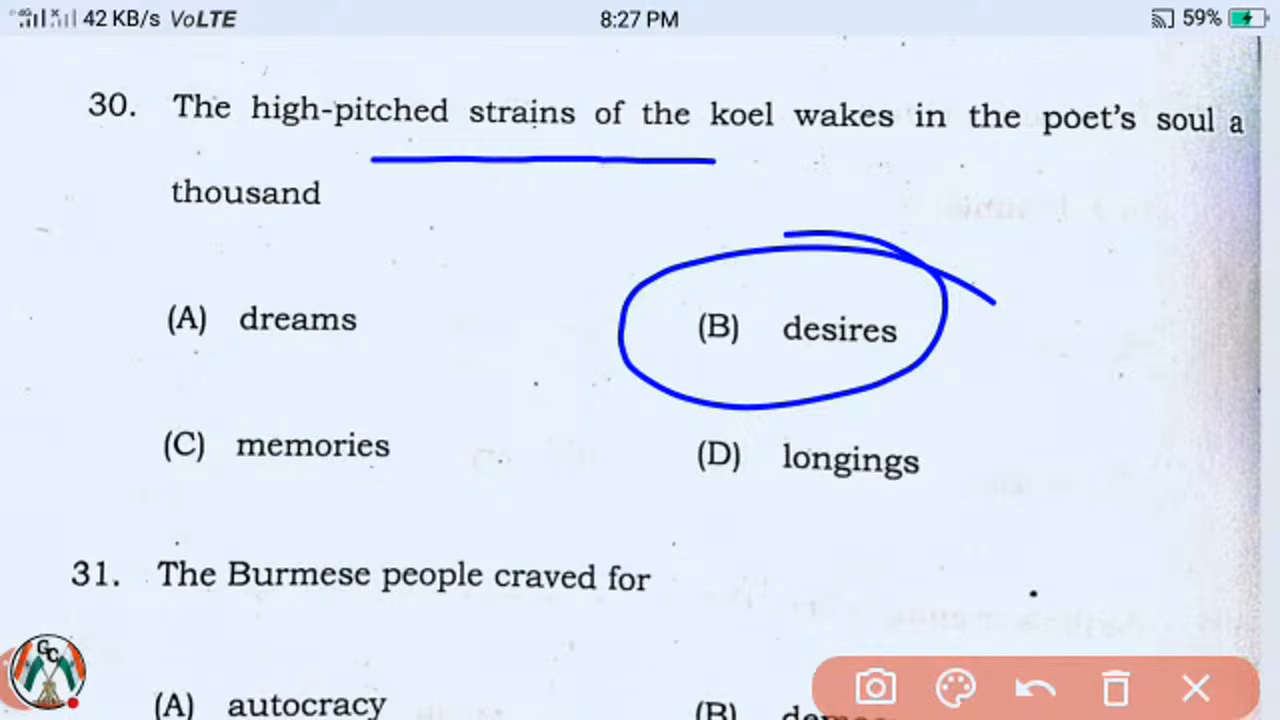 42 KB/s VoLTE 8:27 PM 59%
30. The high-pitched strains of the koel wakes in the poet's soul a
thousand
(A) dreams (B) desires
(C) memories (D) longings
31. The Burmese people craved for
(A) autocracy (B)
GC